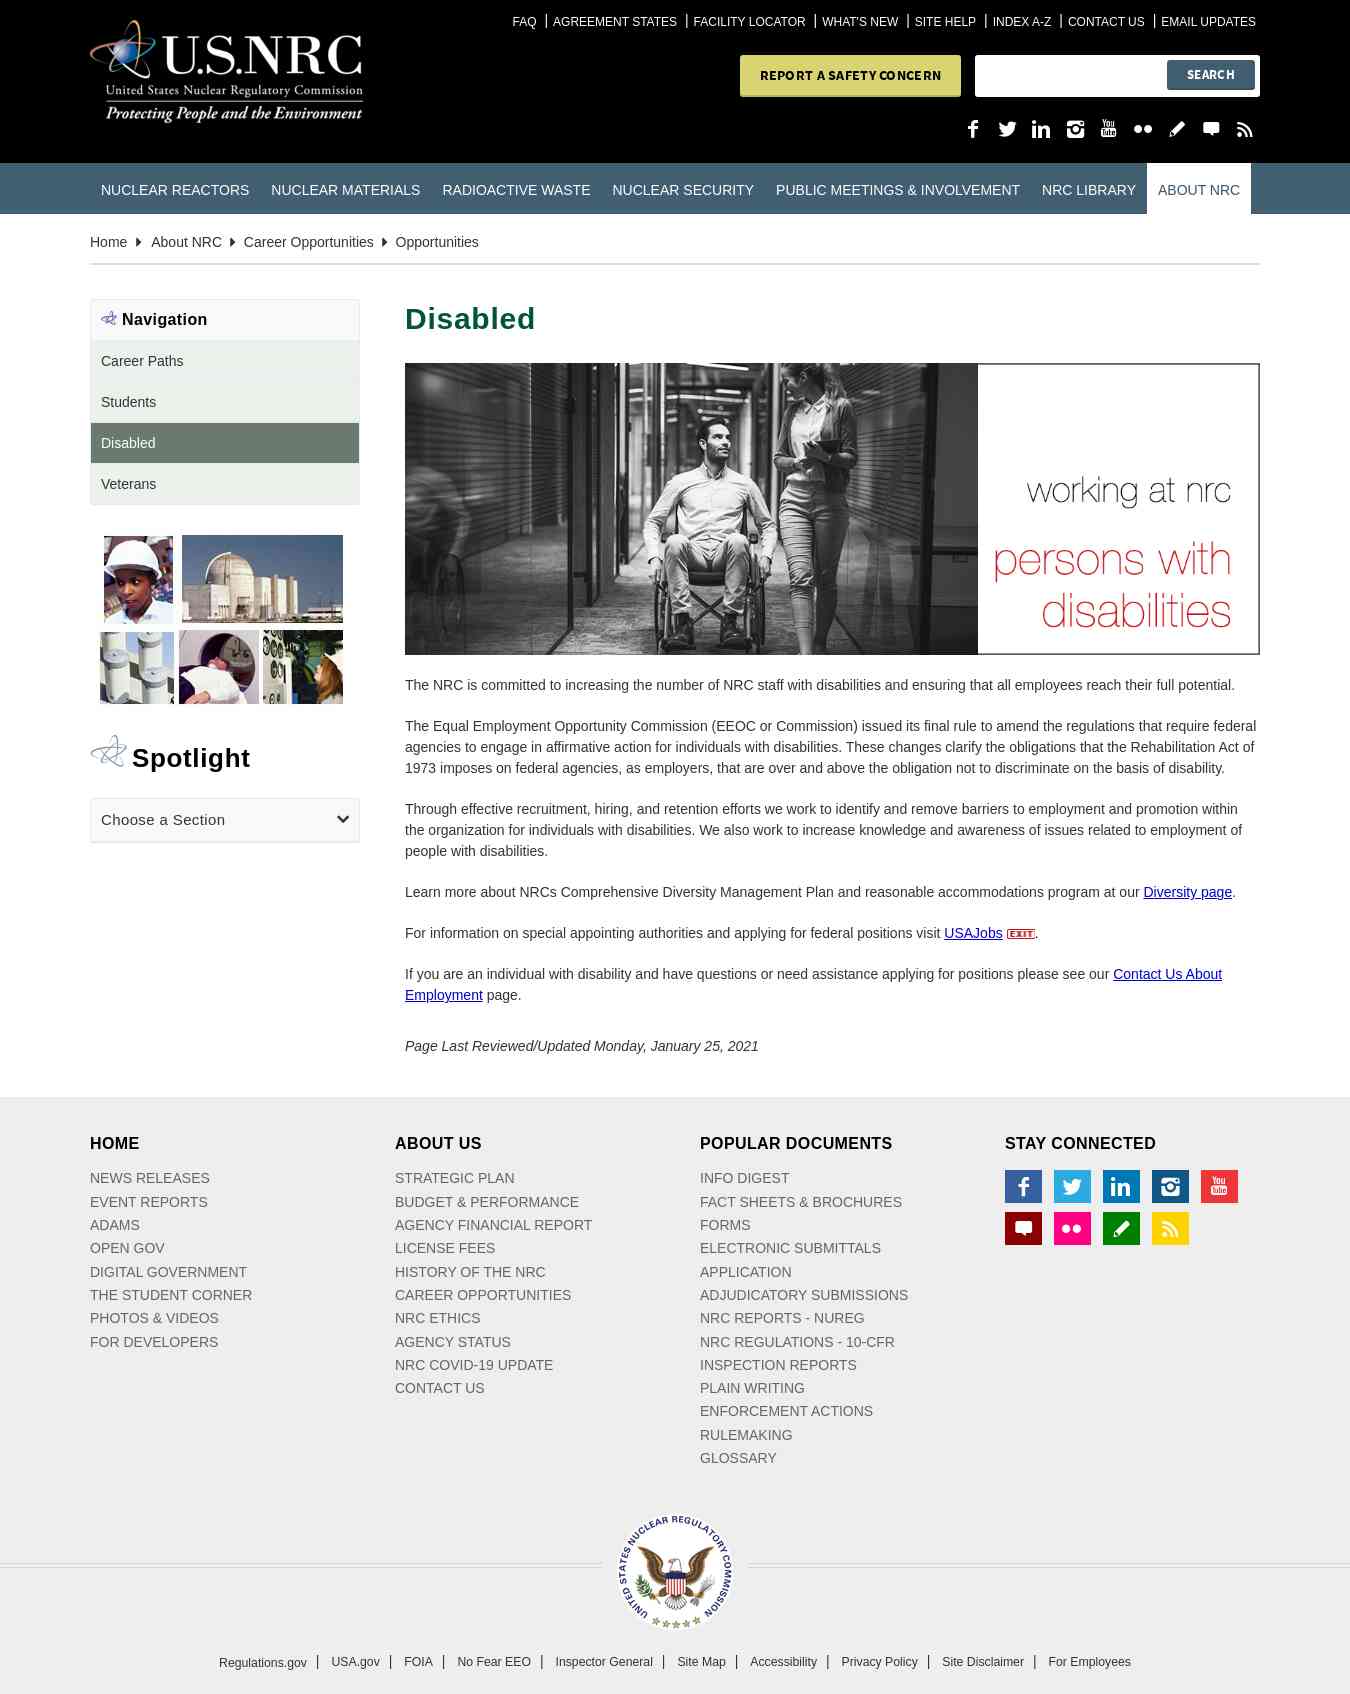 FAQ | AGREEMENT STATES | FACILITY LOCATOR | WHAT'S NEW | SITE HELP | INDEX A-Z | CONTACT US | EMAIL UPDATES
U.S.NRC
United States Nuclear Regulatory Commission
Protecting People and the Environment
REPORT A SAFETY CONCERN
SEARCH
You
Tube
NUCLEAR REACTORS NUCLEAR MATERIALS RADIOACTIVE WASTE NUCLEAR SECURITY PUBLIC MEETINGS & INVOLVEMENT NRC LIBRARY ABOUT NRC
Home About NRC Career Opportunities Opportunities
Navigation
Career Paths
Students
Disabled
Veterans
Spotlight
Choose a Section
Disabled
working at nrc
persons with
disabilities
The NRC is committed to increasing the number of NRC staff with disabilities and ensuring that all employees reach their full potential.
The Equal Employment Opportunity Commission (EEOC or Commission) issued its final rule to amend the regulations that require federal
agencies to engage in affirmative action for individuals with disabilities. These changes clarify the obligations that the Rehabilitation Act of
1973 imposes on federal agencies, as employers, that are over and above the obligation not to discriminate on the basis of disability.
Through effective recruitment, hiring, and retention efforts we work to identify and remove barriers to employment and promotion within
the organization for individuals with disabilities. We also work to increase knowledge and awareness of issues related to employment of
people with disabilities.
Learn more about NRCs Comprehensive Diversity Management Plan and reasonable accommodations program at our Diversity page.
For information on special appointing authorities and applying for federal positions visit USAJobs EXIT.
If you are an individual with disability and have questions or need assistance applying for positions please see our Contact Us About
Employment page.
Page Last Reviewed/Updated Monday, January 25, 2021
HOME
NEWS RELEASES
EVENT REPORTS
ADAMS
OPEN GOV
DIGITAL GOVERNMENT
THE STUDENT CORNER
PHOTOS & VIDEOS
FOR DEVELOPERS
ABOUT US
STRATEGIC PLAN
BUDGET & PERFORMANCE
AGENCY FINANCIAL REPORT
LICENSE FEES
HISTORY OF THE NRC
CAREER OPPORTUNITIES
NRC ETHICS
AGENCY STATUS
NRC COVID-19 UPDATE
CONTACT US
POPULAR DOCUMENTS
INFO DIGEST
FACT SHEETS & BROCHURES
FORMS
ELECTRONIC SUBMITTALS
APPLICATION
ADJUDICATORY SUBMISSIONS
NRC REPORTS - NUREG
NRC REGULATIONS - 10-CFR
INSPECTION REPORTS
PLAIN WRITING
ENFORCEMENT ACTIONS
RULEMAKING
GLOSSARY
STAY CONNECTED
You
Tube
UNITED STATES NUCLEAR REGULATORY COMMISSION
Regulations.gov | USA.gov | FOIA | No Fear EEO | Inspector General | Site Map | Accessibility | Privacy Policy | Site Disclaimer | For Employees